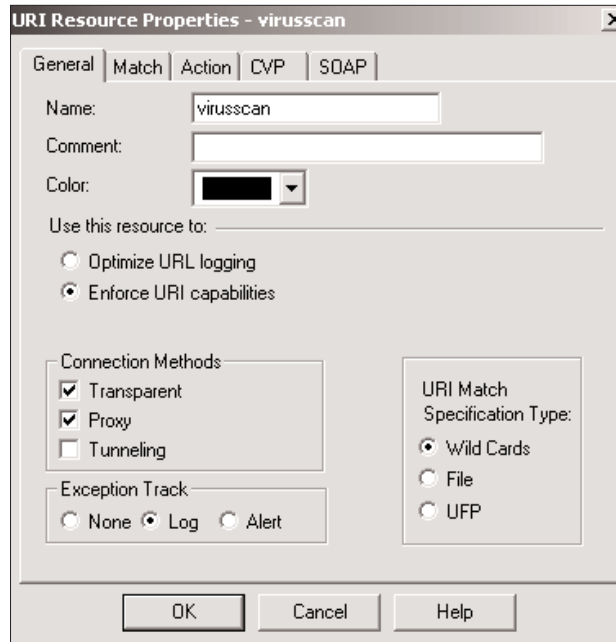 URI Resource Properties - virusscan
General Match Action CVP SOAP
Name: virusscan
Comment:
Color:
Use this resource to:
Optimize URL logging
Enforce URI capabilities
Connection Methods
Transparent
Proxy
Tunneling
Exception Track
None Log Alert
URI Match
Specification Type:
Wild Cards
File
UFP
OK Cancel Help